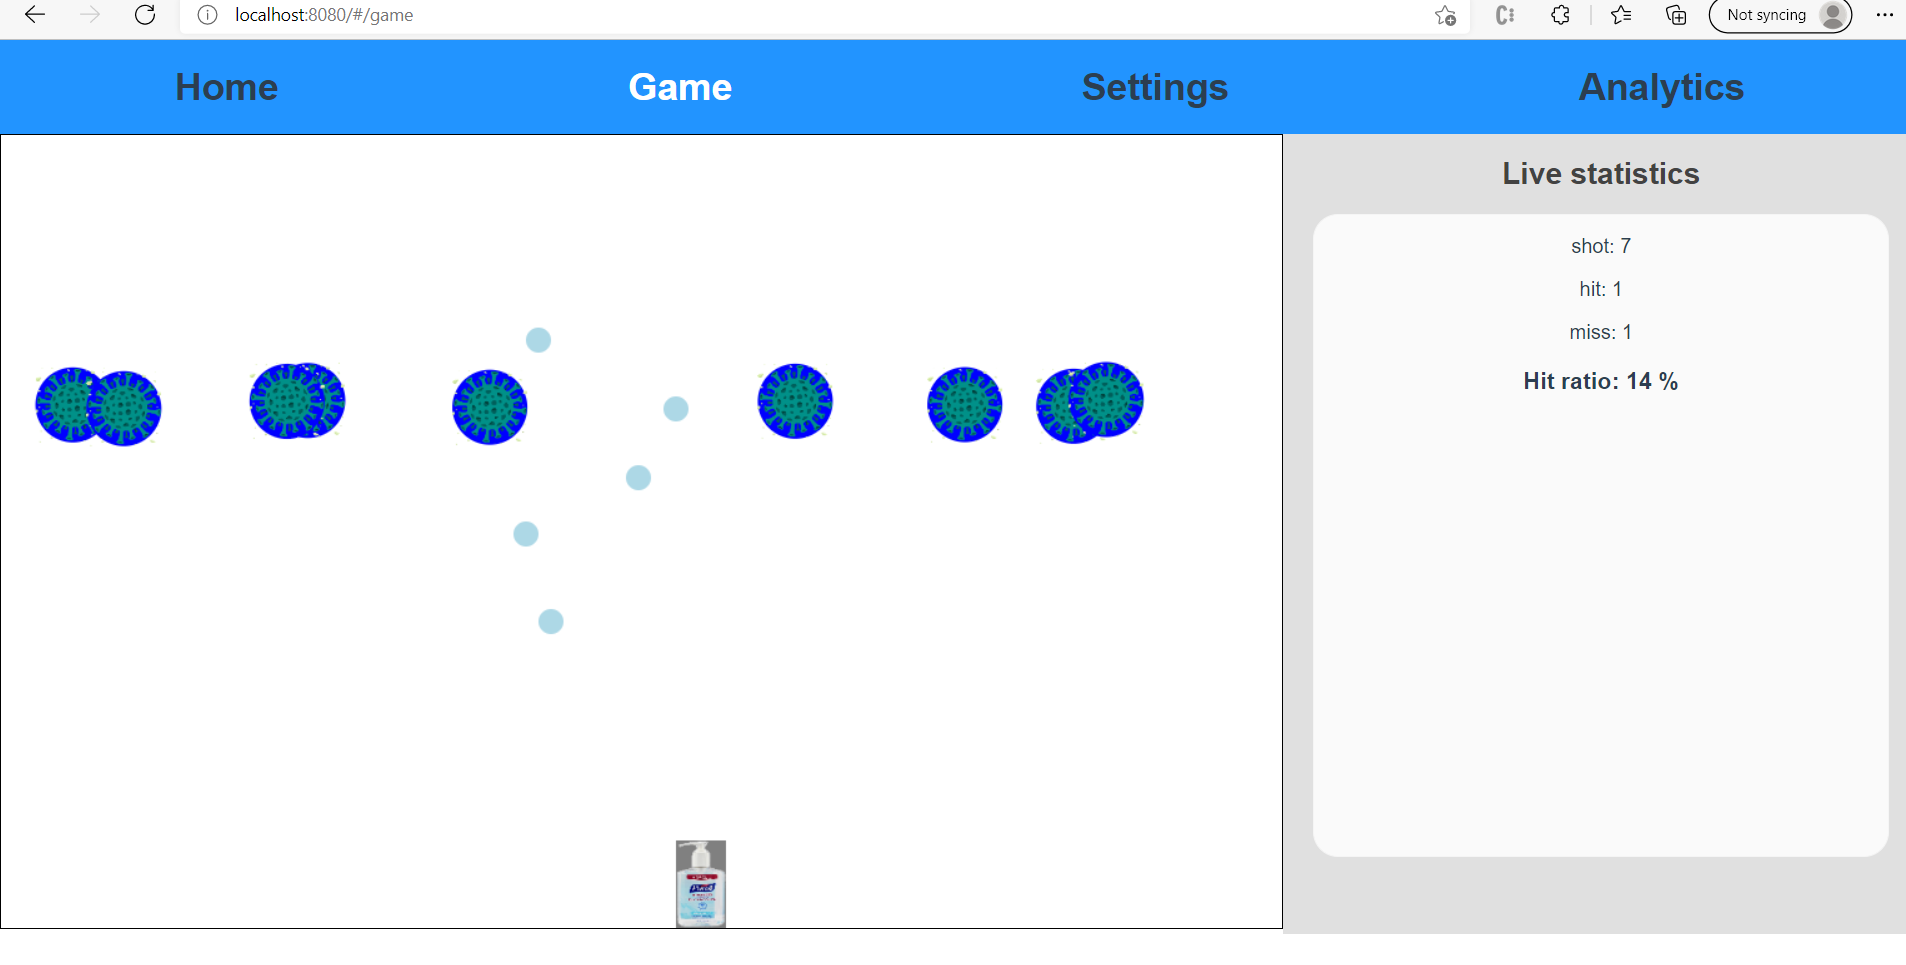 localhost:8080/#/game
Not syncing
Home
Game
Settings
Analytics
Live statistics
shot: 7
hit: 1
miss: 1
Hit ratio: 14 %